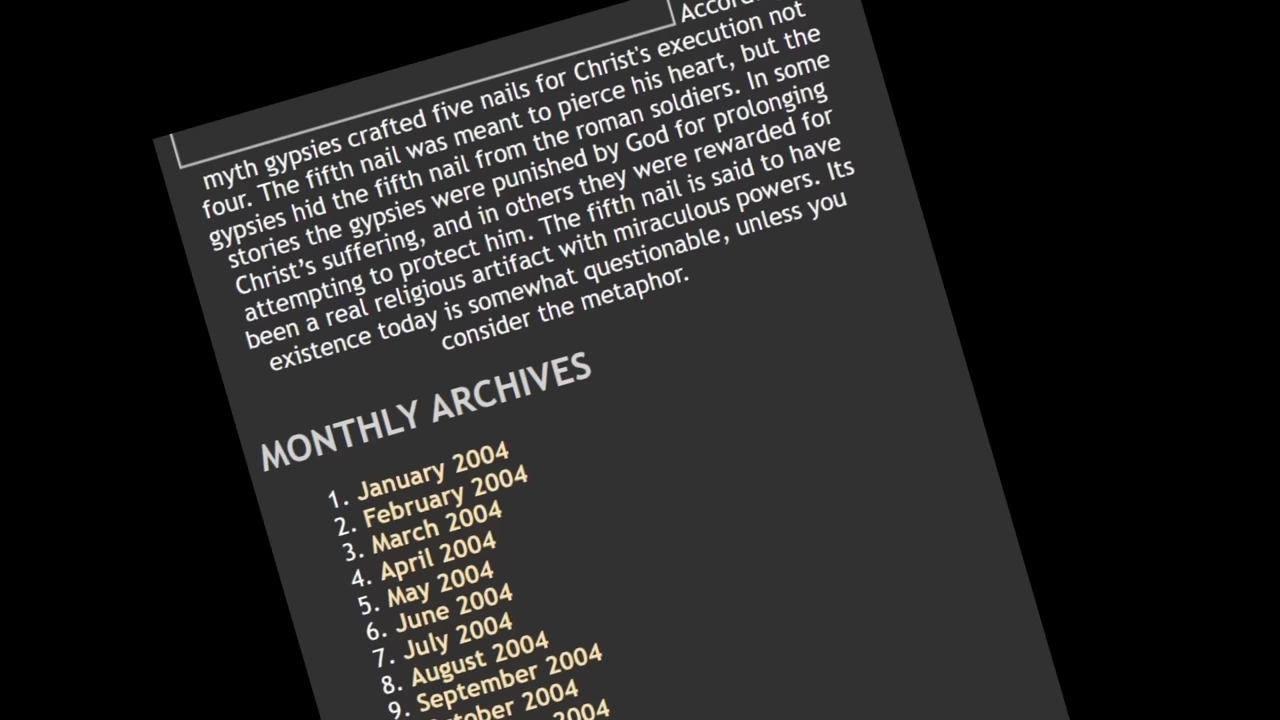 myth gypsies crafted five nails for Christ's execution not
four. The fifth nail was meant to pierce his heart, but the
gypsies hid the fifth nail from the roman soldiers. In some
stories the gypsies were punished by God for prolonging
Christ’s suffering, and in others they were rewarded for
attempting to protect him. The fifth nail is said to have
been a real religious artifact with miraculous powers. Its
existence today is somewhat questionable, unless you
consider the metaphor.
MONTHLY ARCHIVES
1. January 2004
2. February 2004
3. March 2004
4. April 2004
5. May 2004
6. June 2004
7. July 2004
8. August 2004
9. September 2004
2004
2004